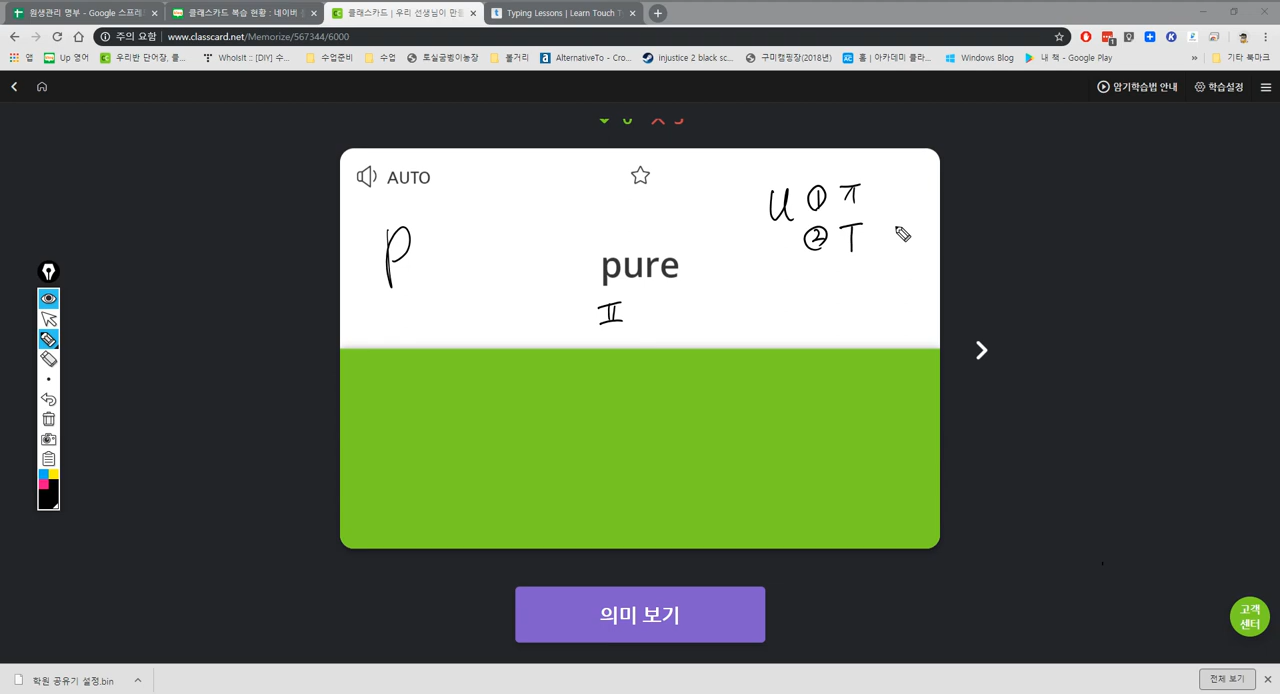 원생관리 명부 - Google 스프레
클래스카드 복습 현황 : 네이버
클래스카드 | 우리 선생님이 만든
Typing Lessons | Learn Touch T
주의 요함 | www.classcard.net/Memorize/567344/6000
앱 Up 영어 우리반 단어장, 클... WhoIst :: [DIY] 수... 수업준비 수업 토실굼벵이농장 볼거리 AlternativeTo - Cro... injustice 2 black sc... 구미캠핑장(2018년) 홈 | 아카데미 클라... Windows Blog 내 책 - Google Play » 기타 북마크
암기학습법 안내 학습설정
AUTO
u ① ㅠ
② ㅜ
p
pure
의미 보기
고객
센터
학원 공유기 설정.bin
전체 보기